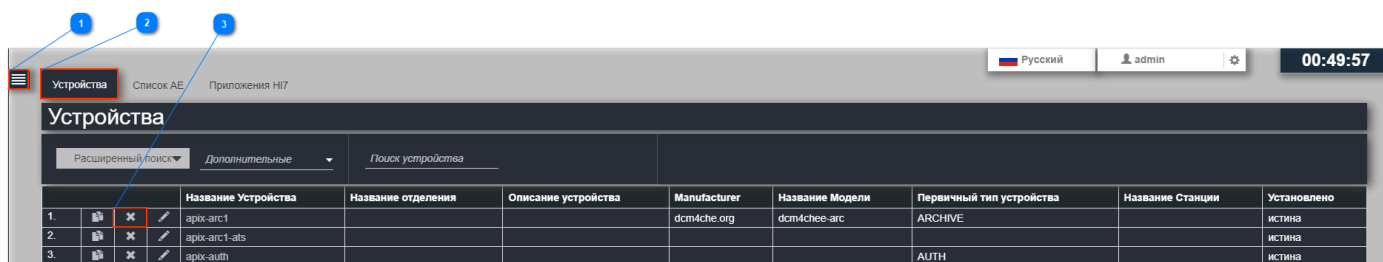 1 2 3
Русский admin 00:49:57
Устройства Список AE Приложения Hl7
Устройства
Расширенный поиск Дополнительные Поиск устройства
Название Устройства Название отделения Описание устройства Manufacturer Название Модели Первичный тип устройства Название Станции Установлено
1. apix-arc1 dcm4che.org dcm4chee-arc ARCHIVE истина
2. apix-arc1-ats истина
3. apix-auth AUTH истина